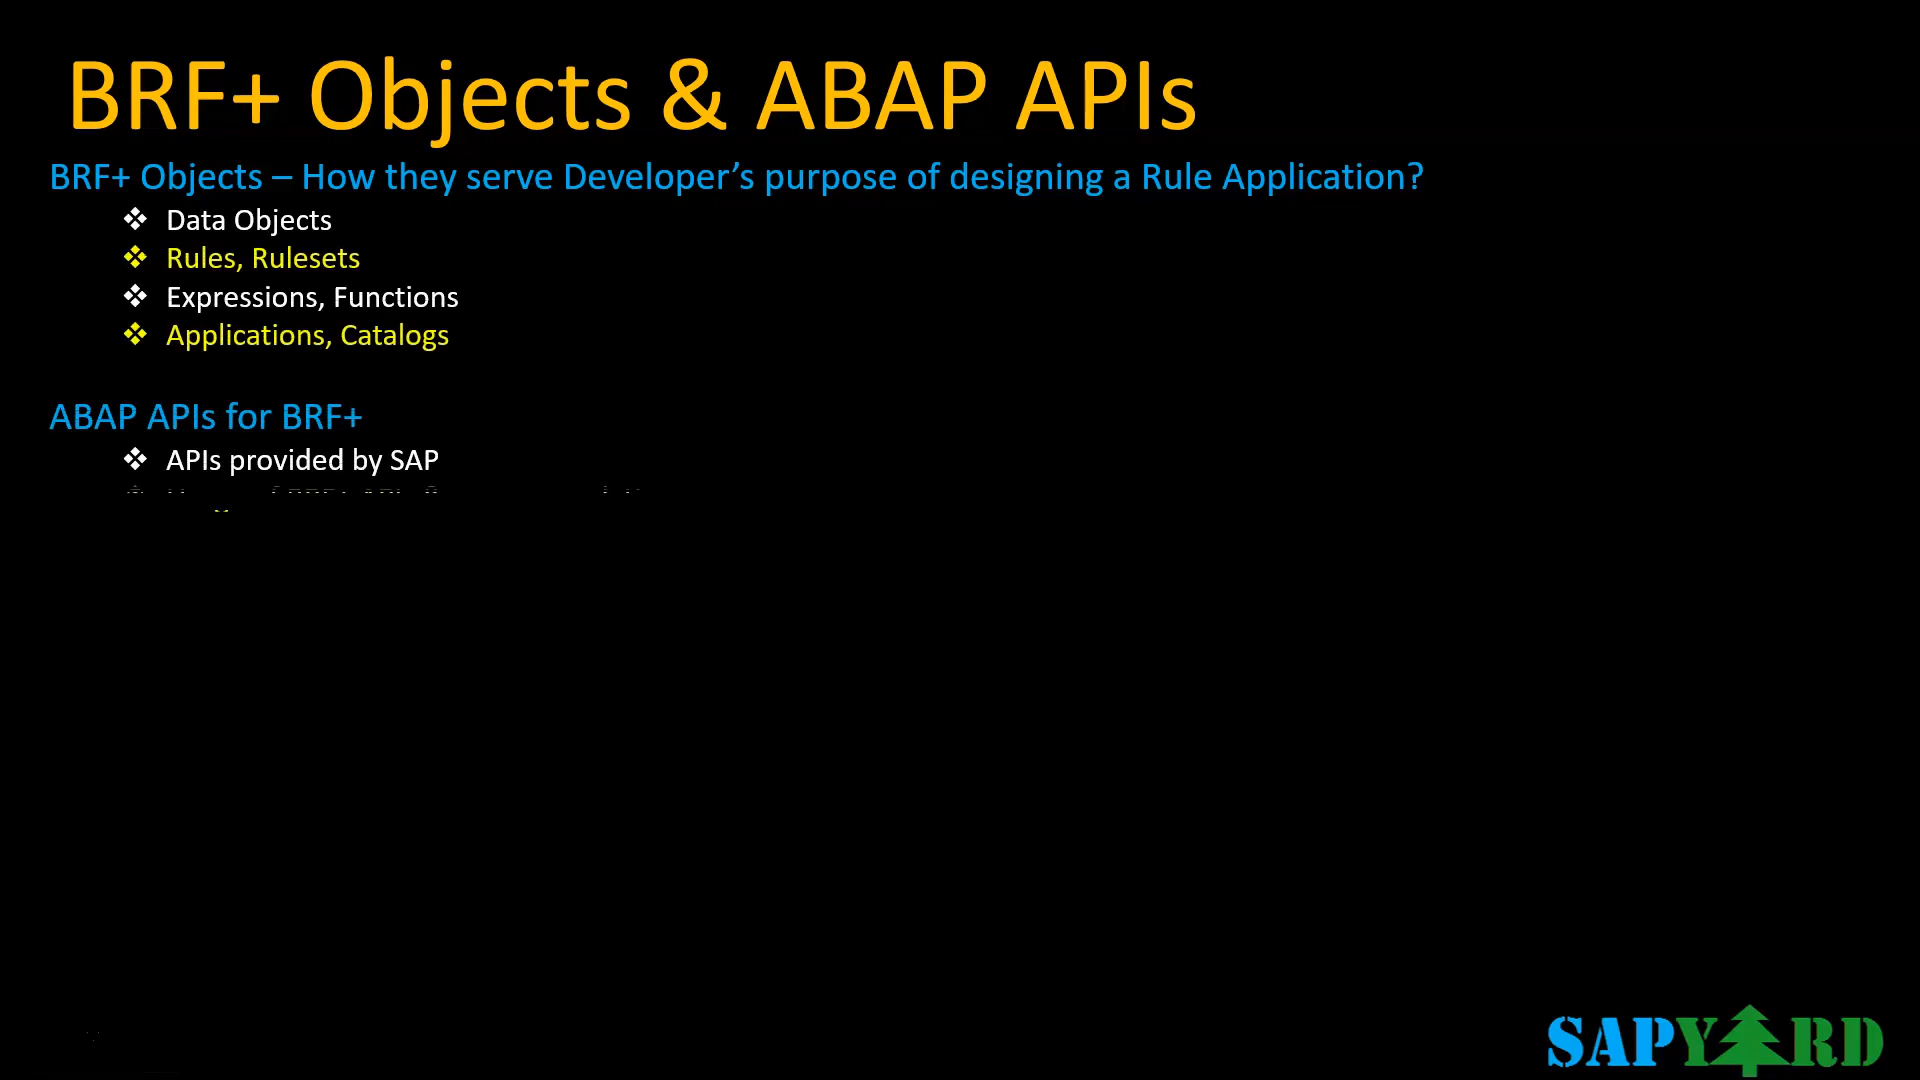 BRF+ Objects & ABAP APIs
BRF+ Objects – How they serve Developer’s purpose of designing a Rule Application?
❖ Data Objects
❖ Rules, Rulesets
❖ Expressions, Functions
❖ Applications, Catalogs
ABAP APIs for BRF+
❖ APIs provided by SAP
SAPYARD